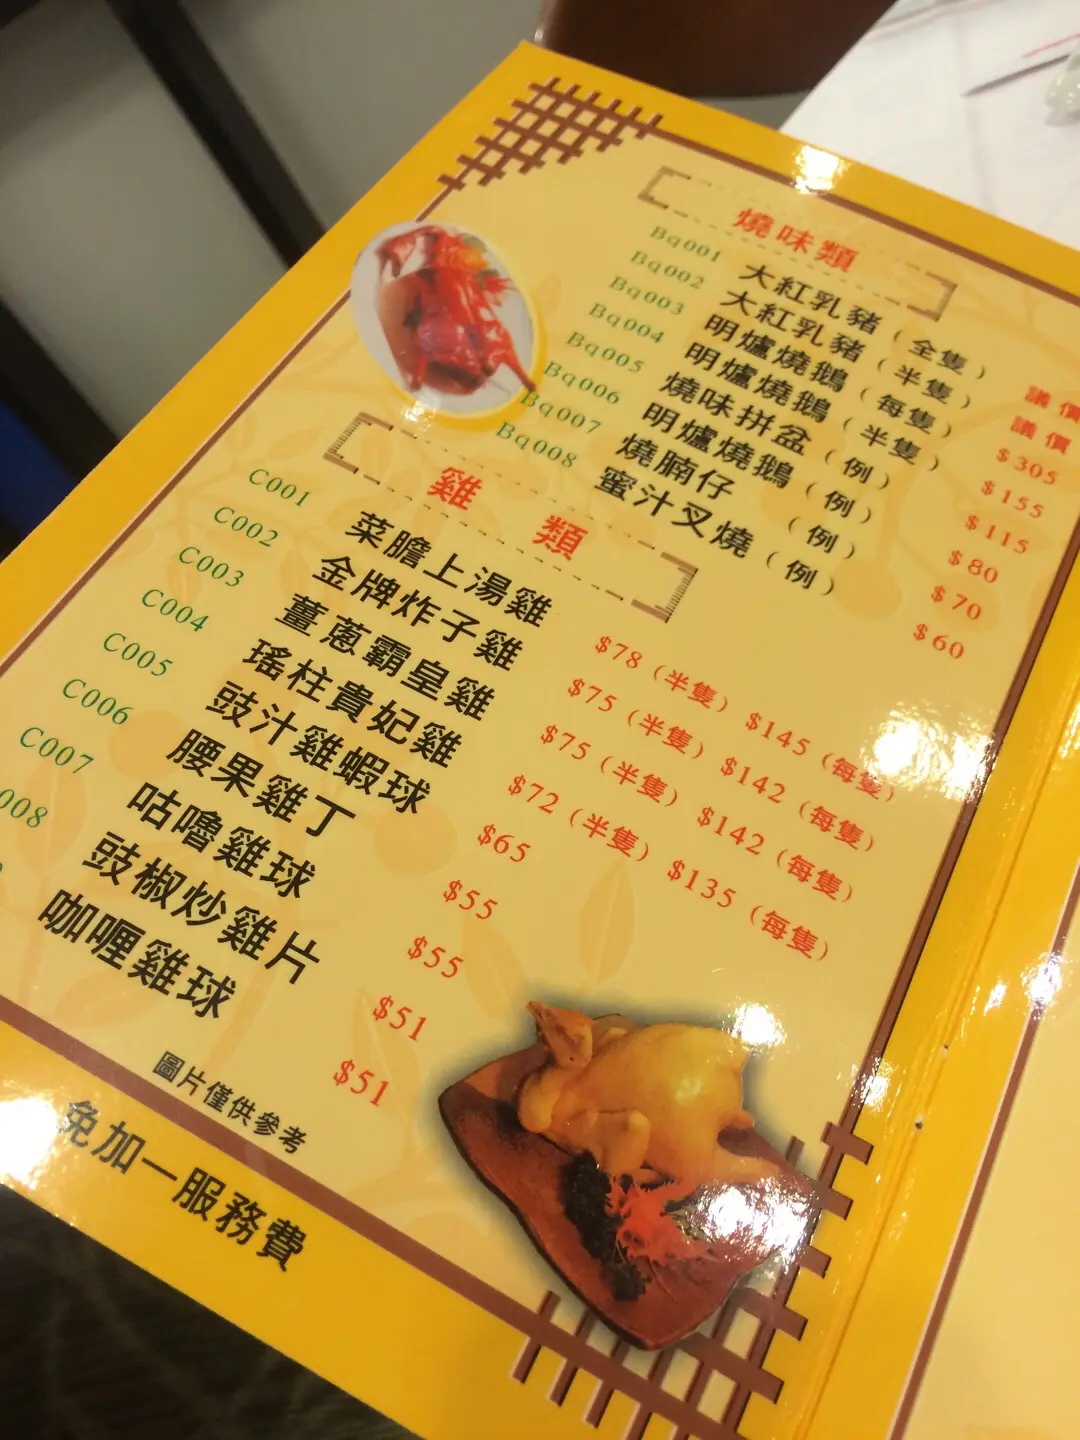 燒味類
Bq001 大紅乳豬（全隻） 議價
Bq002 大紅乳豬（半隻） 議價
Bq003 明爐燒鵝（每隻） $305
Bq004 明爐燒鵝（半隻） $155
Bq005 燒味拼盆（例） $115
Bq006 明爐燒鵝（例） $80
Bq007 燒腩仔（例） $70
Bq008 蜜汁叉燒（例） $60
雞類
C001 菜膽上湯雞 $78（半隻） $145（每隻）
C002 金牌炸子雞 $75（半隻） $142（每隻）
C003 薑蔥霸皇雞 $75（半隻） $142（每隻）
C004 瑤柱貴妃雞 $72（半隻） $135（每隻）
C005 豉汁雞蝦球 $65
C006 腰果雞丁 $55
C007 咕嚕雞球 $55
008 豉椒炒雞片 $51
咖喱雞球 $51
圖片僅供參考
免加一服務費